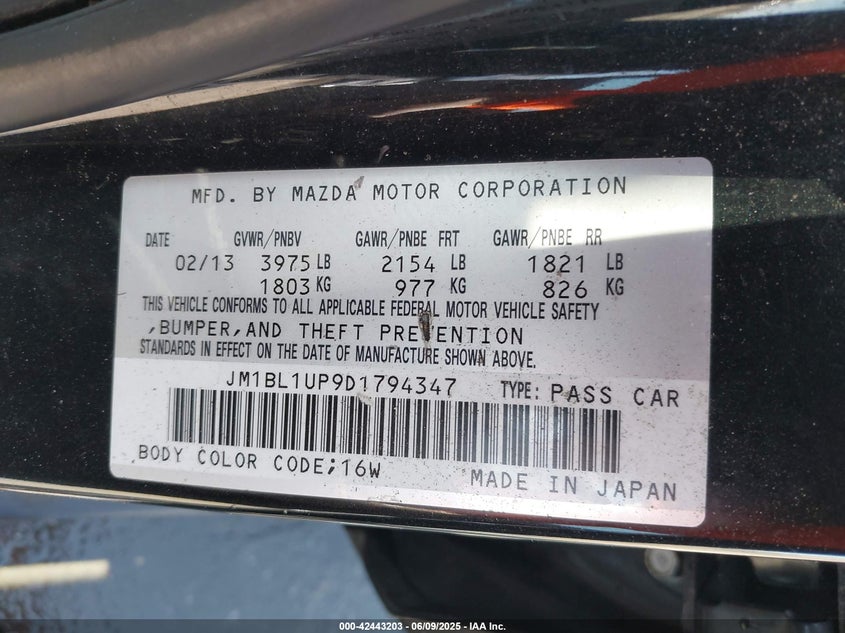 MFD. BY MAZDA MOTOR CORPORATION
DATE GVWR/PNBV GAWR/PNBE FRT GAWR/PNBE RR
02/13 3975 LB 2154 LB 1821 LB
1803 KG 977 KG 826 KG
THIS VEHICLE CONFORMS TO ALL APPLICABLE FEDERAL MOTOR VEHICLE SAFETY
,BUMPER,AND THEFT PREVENTION
STANDARDS IN EFFECT ON THE DATE OF MANUFACTURE SHOWN ABOVE.
JM1BL1UP9D1794347 TYPE: PASS CAR
BODY COLOR CODE;16W MADE IN JAPAN
000-42443203 - 06/09/2025 - IAA Inc.